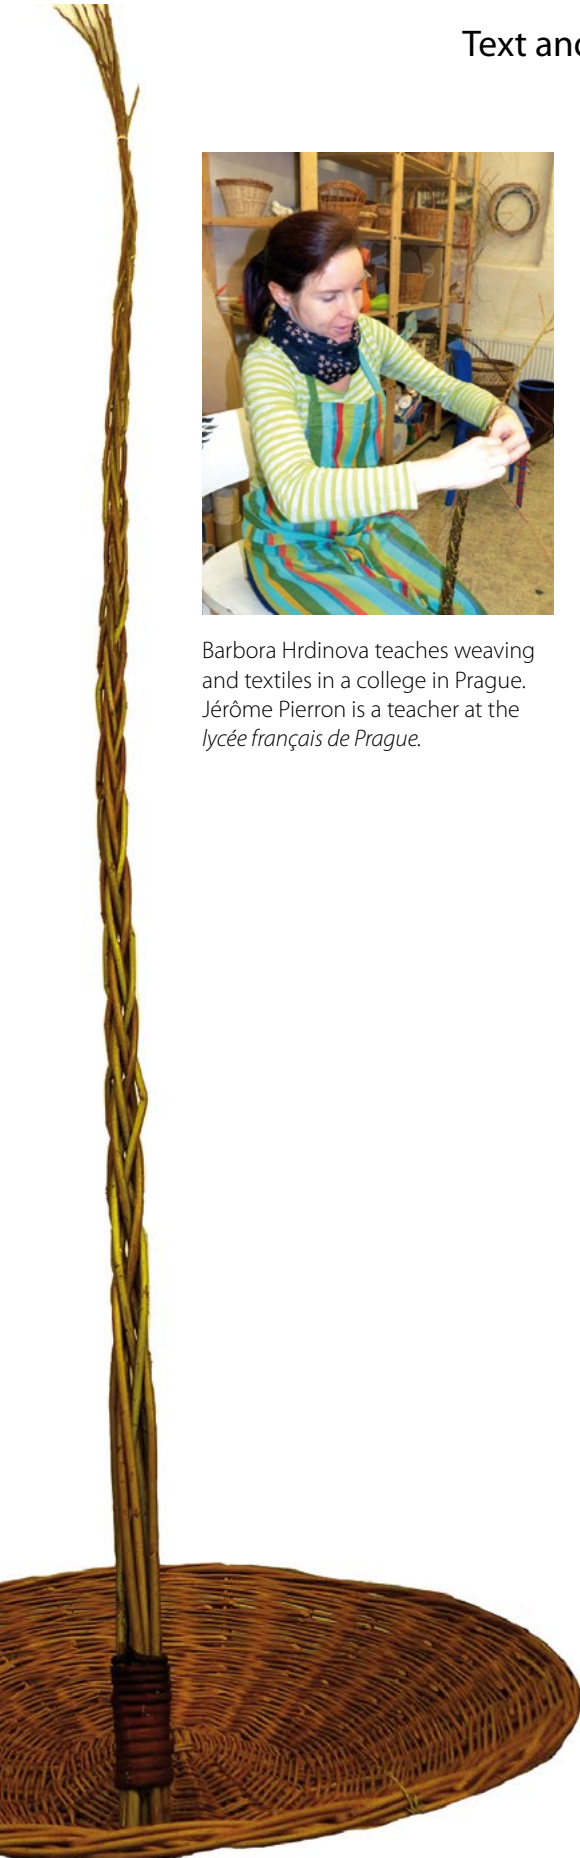 Text and
Barbora Hrdinova teaches weaving
and textiles in a college in Prague.
Jérôme Pierron is a teacher at the
lycée français de Prague.